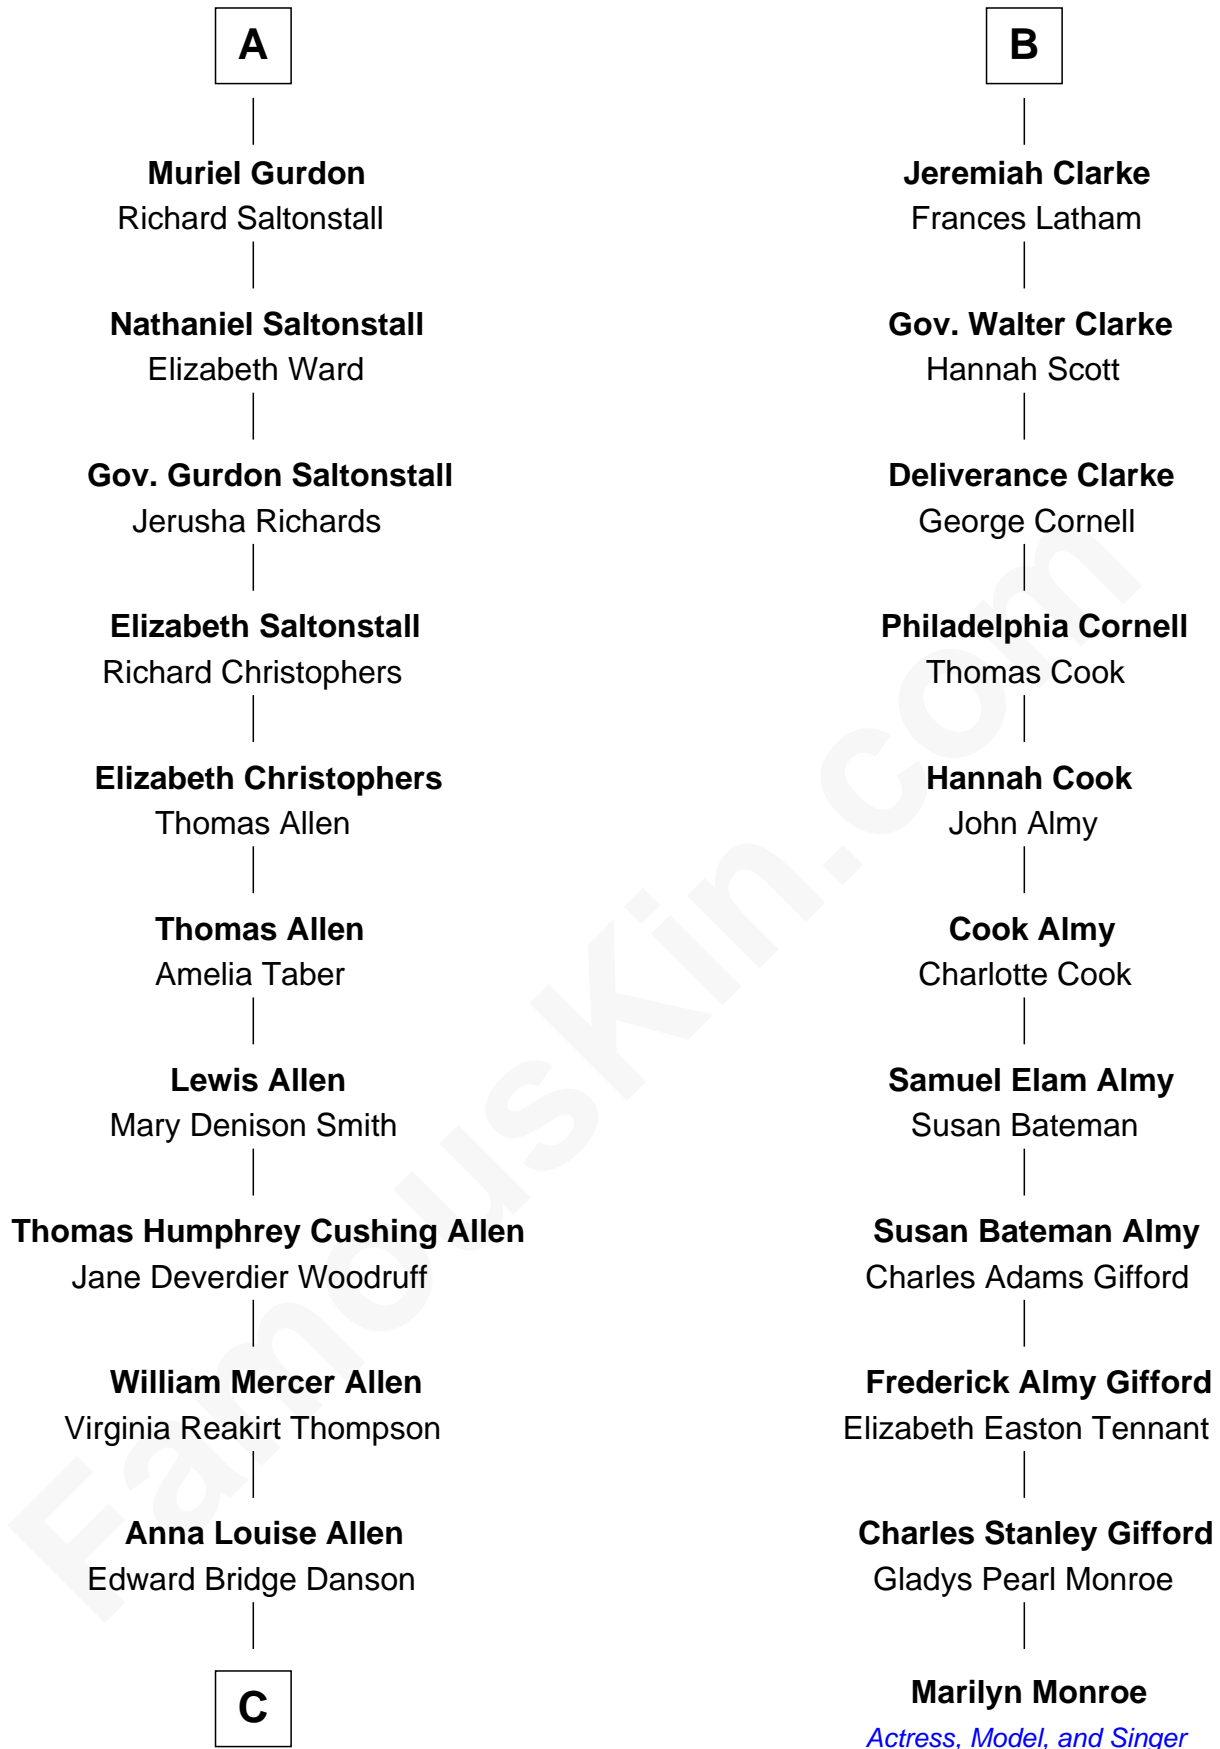 A
Muriel Gurdon
Richard Saltonstall
Nathaniel Saltonstall
Elizabeth Ward
Gov. Gurdon Saltonstall
Jerusha Richards
Elizabeth Saltonstall
Richard Christophers
Elizabeth Christophers
Thomas Allen
Thomas Allen
Amelia Taber
Lewis Allen
Mary Denison Smith
Thomas Humphrey Cushing Allen
Jane Deverdier Woodruff
William Mercer Allen
Virginia Reakirt Thompson
Anna Louise Allen
Edward Bridge Danson
C
B
Jeremiah Clarke
Frances Latham
Gov. Walter Clarke
Hannah Scott
Deliverance Clarke
George Cornell
Philadelphia Cornell
Thomas Cook
Hannah Cook
John Almy
Cook Almy
Charlotte Cook
Samuel Elam Almy
Susan Bateman
Susan Bateman Almy
Charles Adams Gifford
Frederick Almy Gifford
Elizabeth Easton Tennant
Charles Stanley Gifford
Gladys Pearl Monroe
Marilyn Monroe
Actress, Model, and Singer
FamousKin.com